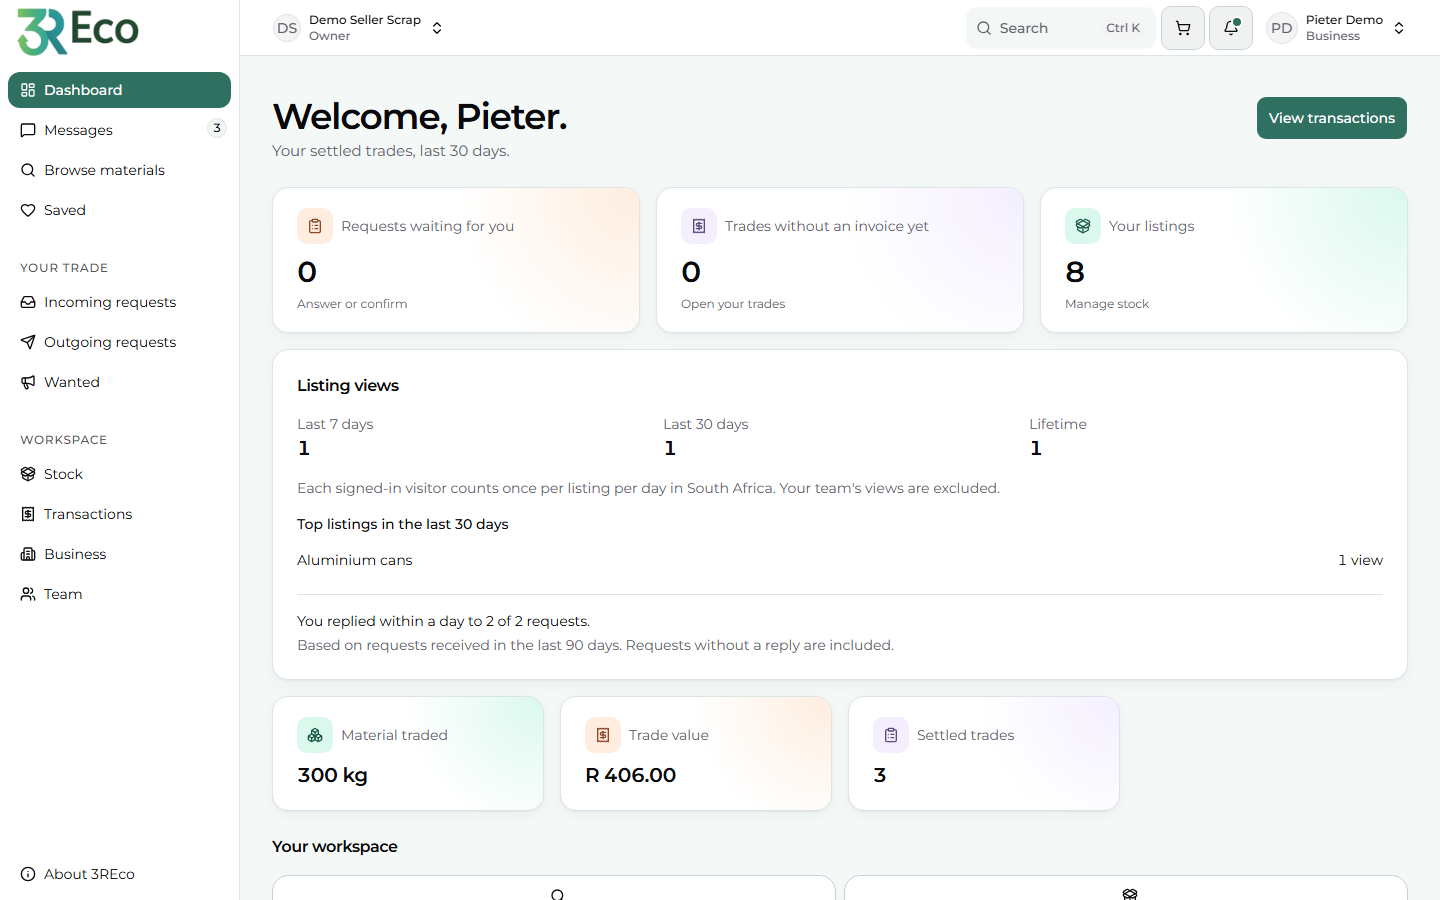 3R Eco
DS
Demo Seller Scrap
Owner
Search
Ctrl K
PD
Pieter Demo
Business
Dashboard
Messages
3
Browse materials
Saved
YOUR TRADE
Incoming requests
Outgoing requests
Wanted
WORKSPACE
Stock
Transactions
Business
Team
About 3REco
Welcome, Pieter.
Your settled trades, last 30 days.
View transactions
Requests waiting for you
0
Answer or confirm
Trades without an invoice yet
0
Open your trades
Your listings
8
Manage stock
Listing views
Last 7 days
1
Last 30 days
1
Lifetime
1
Each signed-in visitor counts once per listing per day in South Africa. Your team's views are excluded.
Top listings in the last 30 days
Aluminium cans
1 view
You replied within a day to 2 of 2 requests.
Based on requests received in the last 90 days. Requests without a reply are included.
Material traded
300 kg
Trade value
R 406.00
Settled trades
3
Your workspace